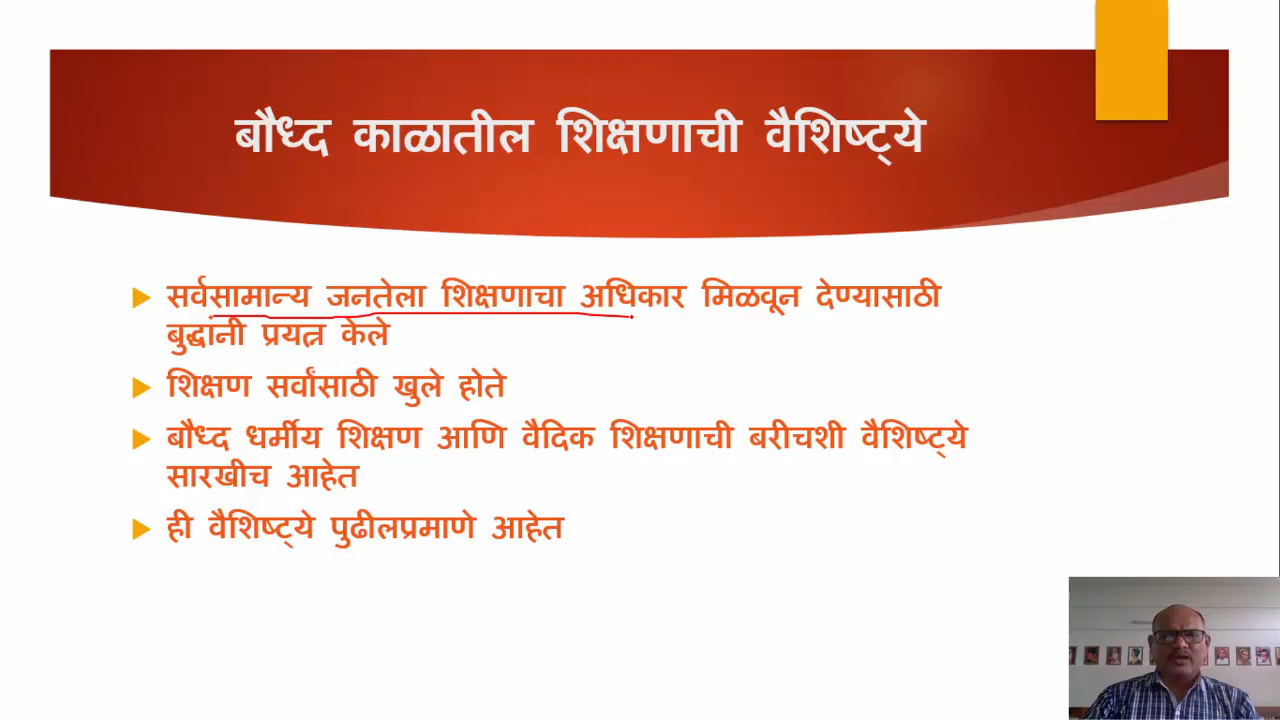 बौध्द काळातील शिक्षणाची वैशिष्ट्ये
सर्वसामान्य जनतेला शिक्षणाचा अधिकार मिळवून देण्यासाठी
बुद्धांनी प्रयत्न केले
शिक्षण सर्वांसाठी खुले होते
बौध्द धर्मीय शिक्षण आणि वैदिक शिक्षणाची बरीचशी वैशिष्ट्ये
सारखीच आहेत
ही वैशिष्ट्ये पुढीलप्रमाणे आहेत